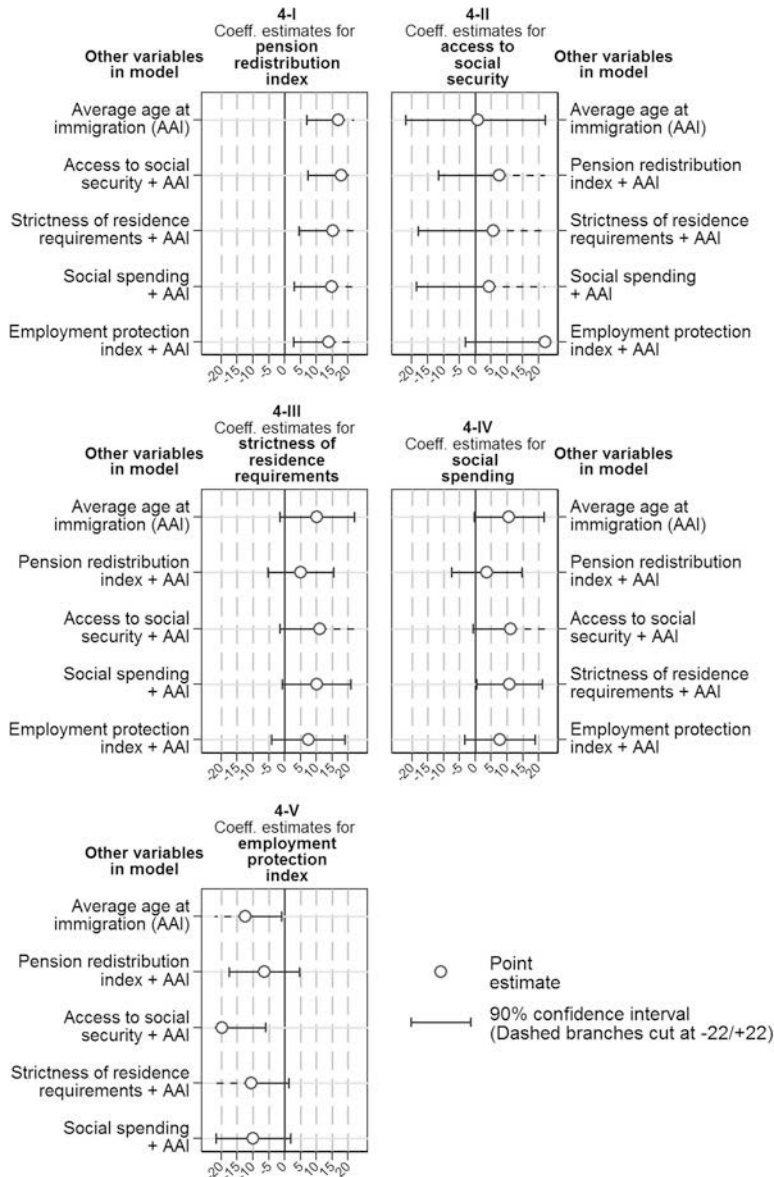 4-I
Coeff. estimates for
pension
redistribution
index
Other variables
in model
Average age at
immigration (AAI)
Access to social
security + AAI
Strictness of residence
requirements + AAI
Social spending
+ AAI
Employment protection
index + AAI
-20 -15 -10 -5 0 5 10 15 20
4-II
Coeff. estimates for
access to
social
security
Other variables
in model
Average age at
immigration (AAI)
Pension redistribution
index + AAI
Strictness of residence
requirements + AAI
Social spending
+ AAI
Employment protection
index + AAI
-20 -15 -10 -5 0 5 10 15 20
4-III
Coeff. estimates for
strictness of
residence
requirements
Other variables
in model
Average age at
immigration (AAI)
Pension redistribution
index + AAI
Access to social
security + AAI
Social spending
+ AAI
Employment protection
index + AAI
-20 -15 -10 -5 0 5 10 15 20
4-IV
Coeff. estimates for
social
spending
Other variables
in model
Average age at
immigration (AAI)
Pension redistribution
index + AAI
Access to social
security + AAI
Strictness of residence
requirements + AAI
Employment protection
index + AAI
-20 -15 -10 -5 0 5 10 15 20
4-V
Coeff. estimates for
employment
protection
index
Other variables
in model
Average age at
immigration (AAI)
Pension redistribution
index + AAI
Access to social
security + AAI
Strictness of residence
requirements + AAI
Social spending
+ AAI
-20 -15 -10 -5 0 5 10 15 20
Point
estimate
90% confidence interval
(Dashed branches cut at -22/+22)